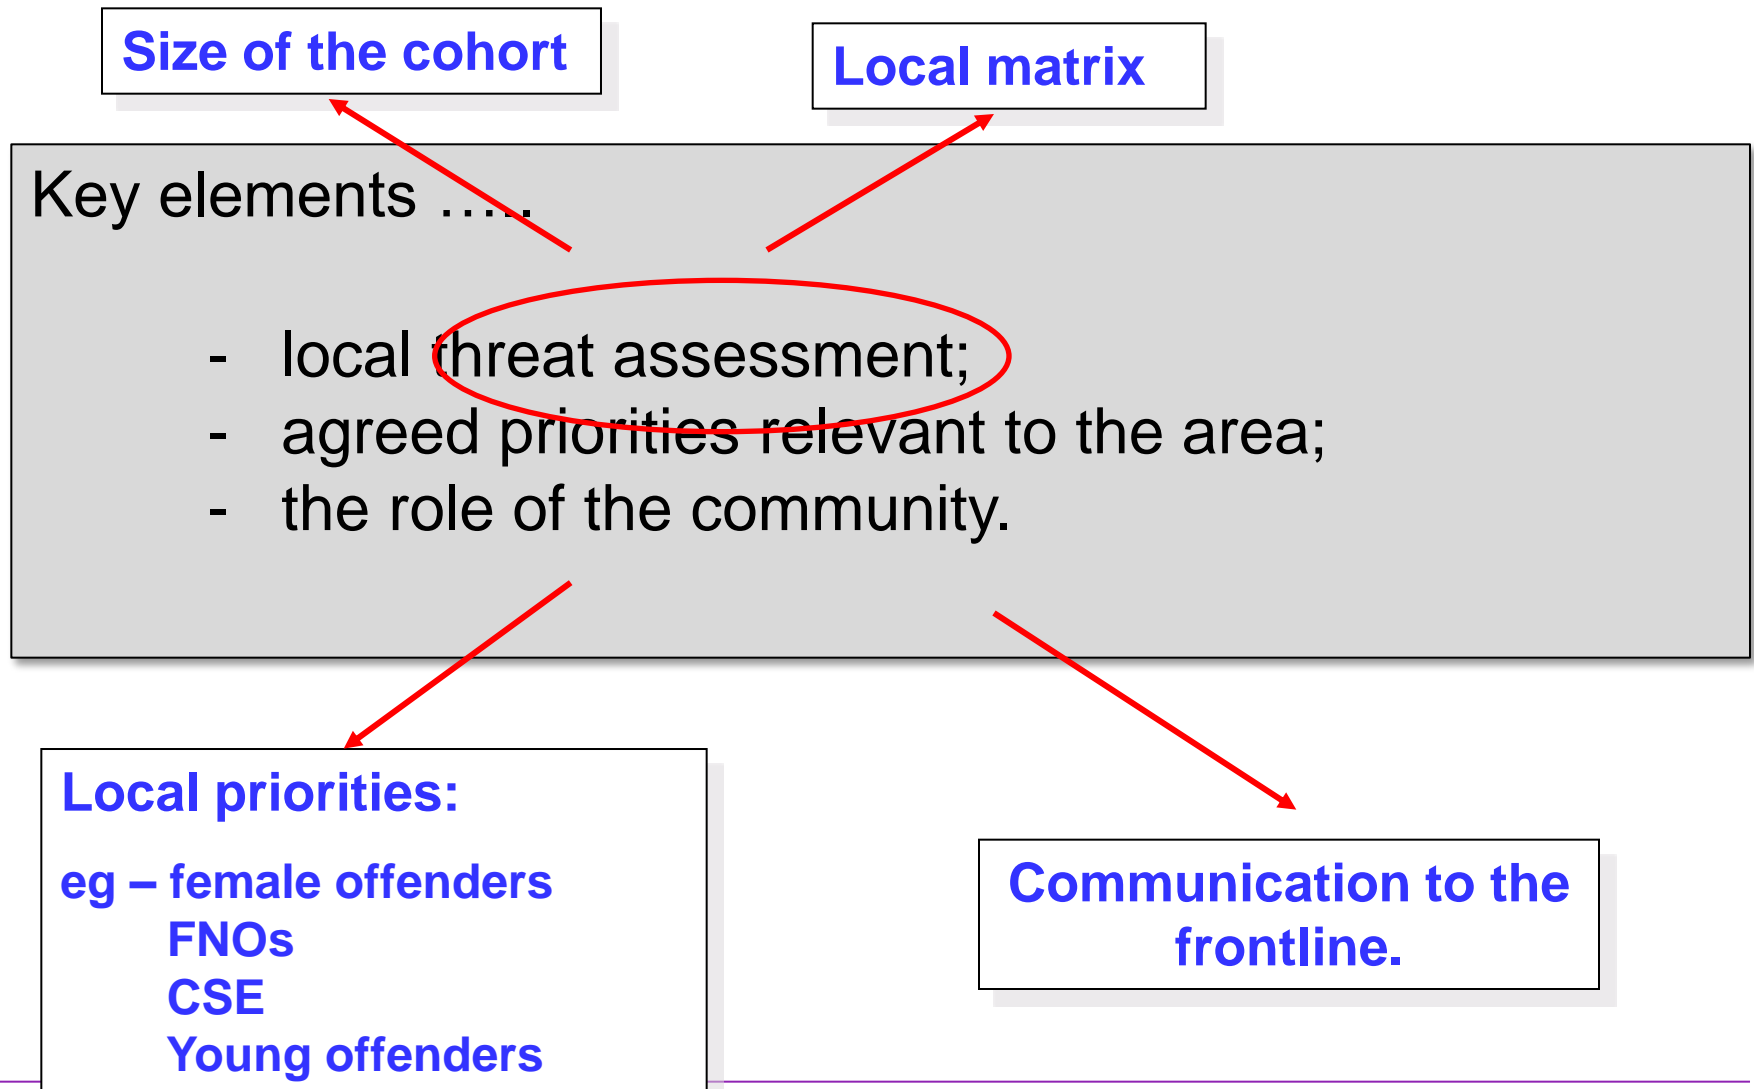 Size of the cohort
Local matrix
Key elements …..
- local threat assessment;
- agreed priorities relevant to the area;
- the role of the community.
Local priorities:
eg – female offenders
FNOs
CSE
Young offenders
Communication to the
frontline.